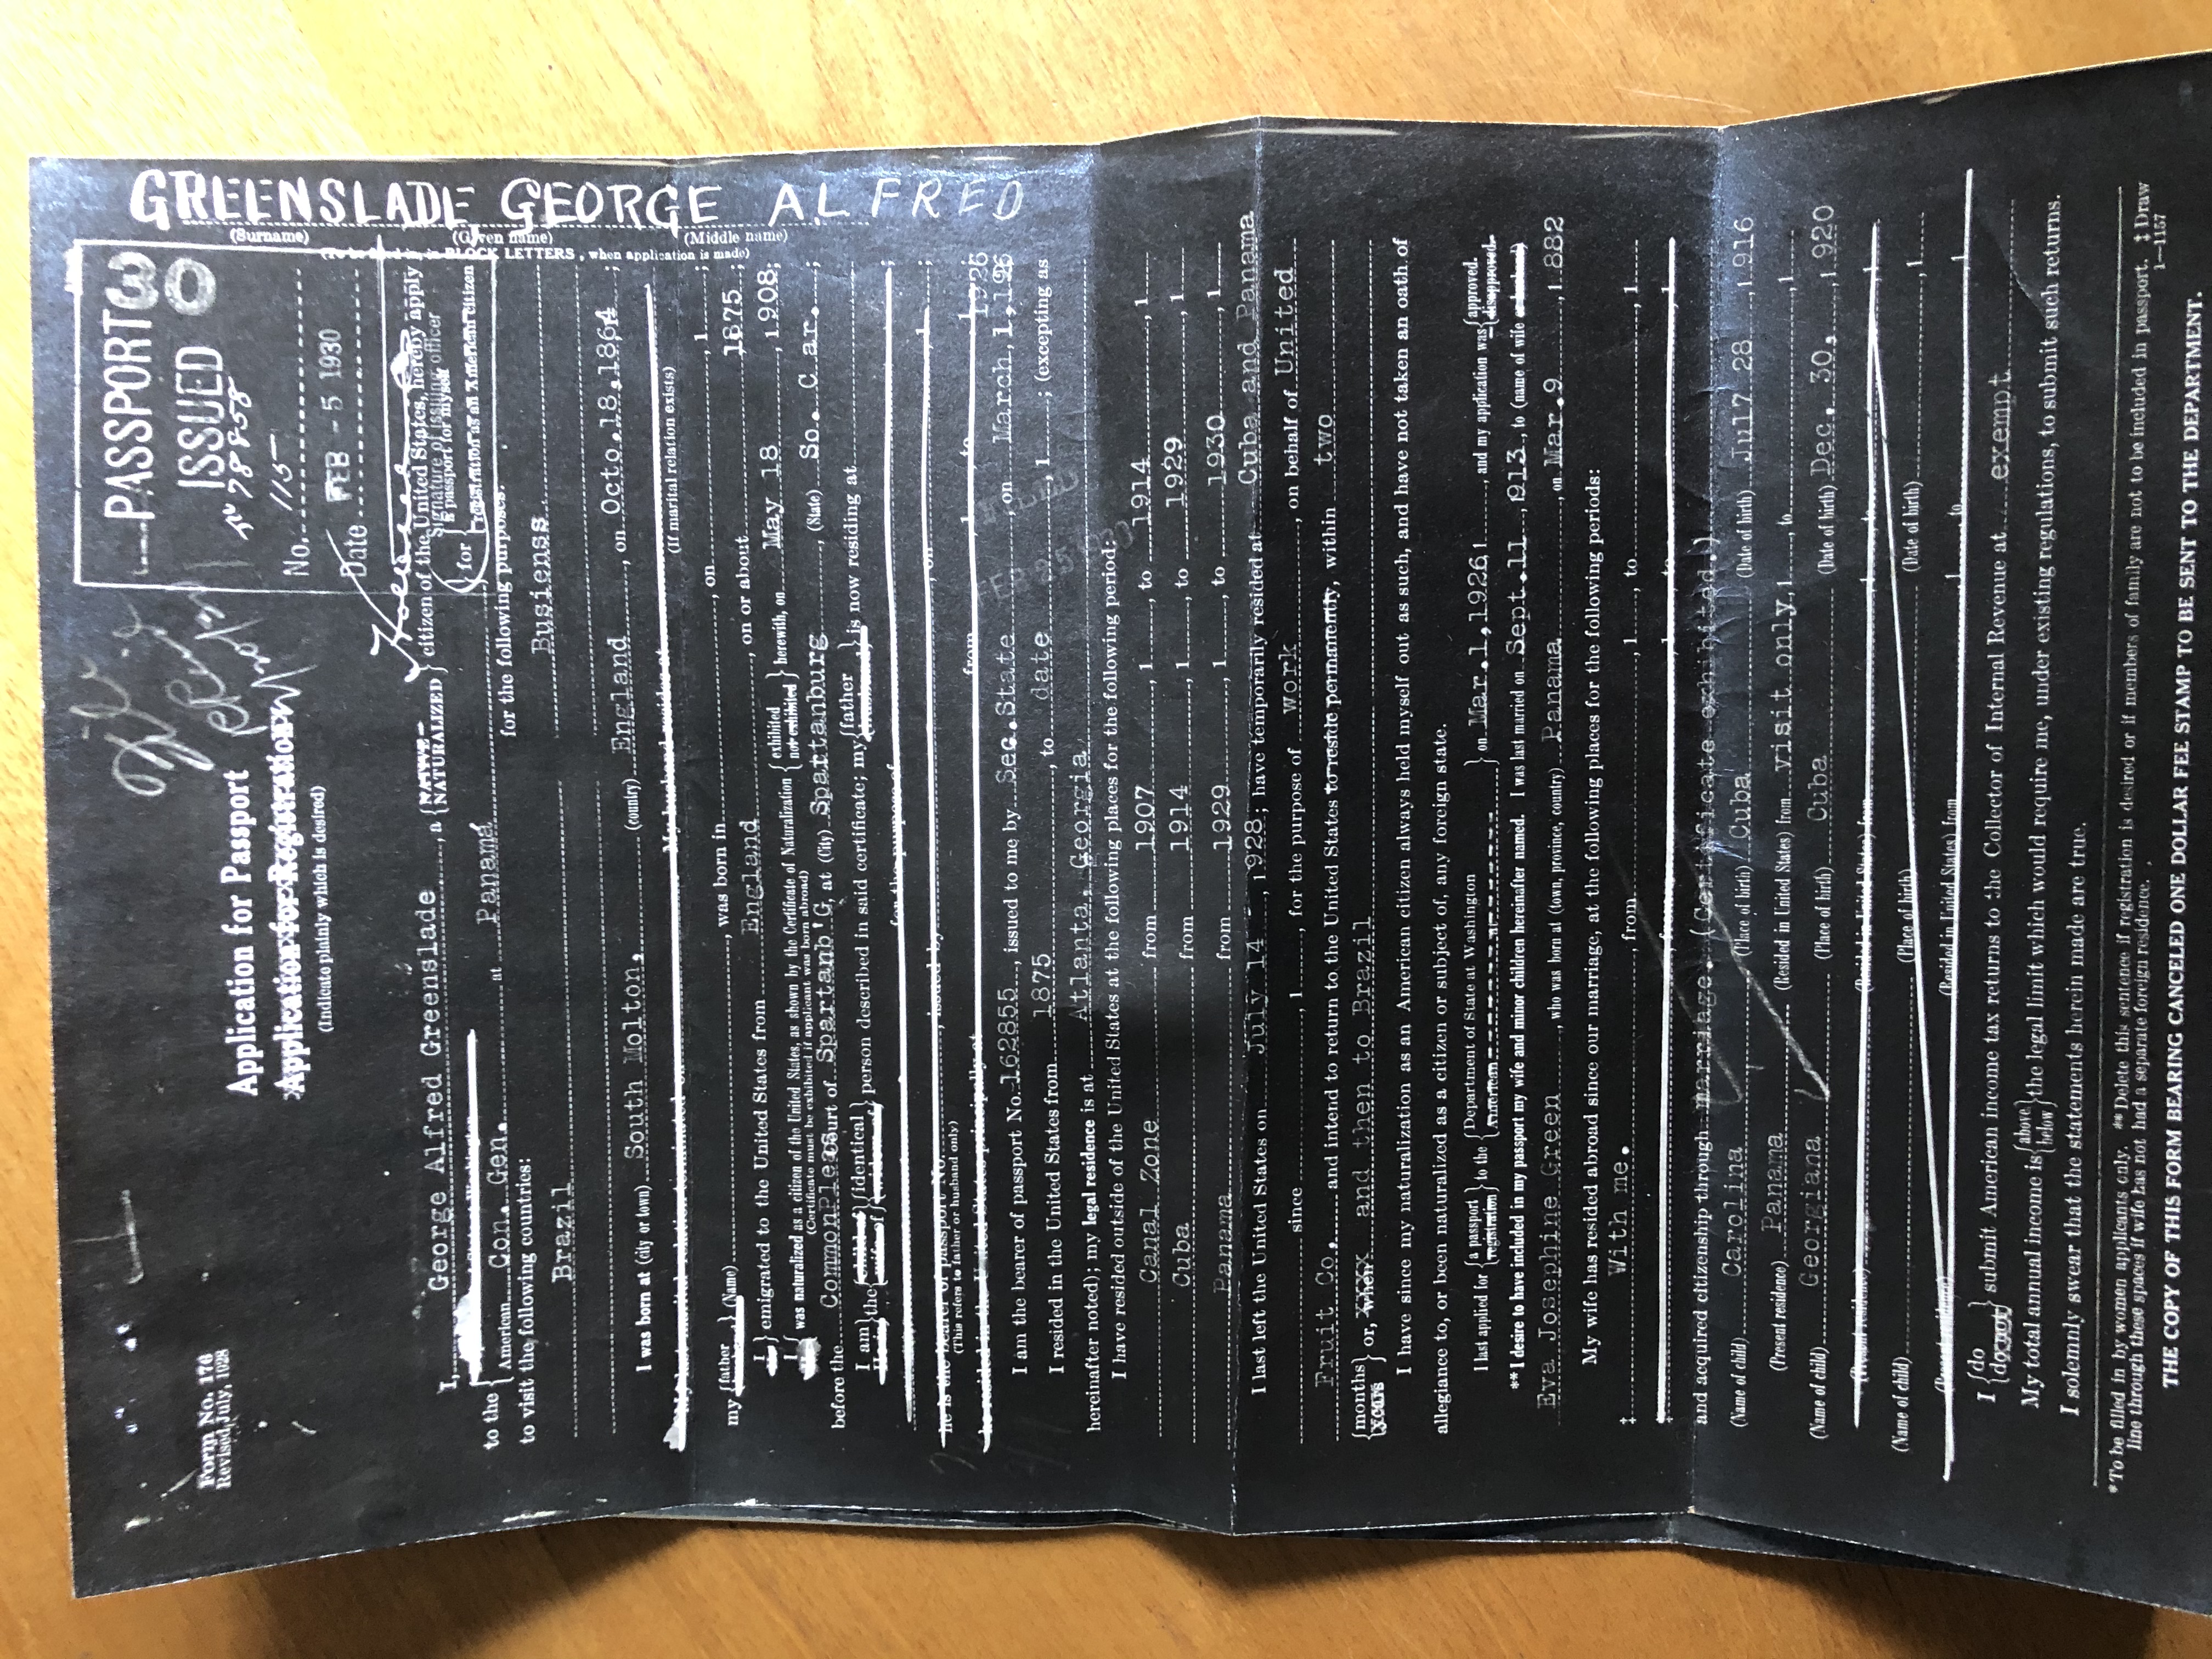 Form No. 176
Revised, July, 1928
PASSPORT
ISSUED
30
78858
No. 115
Date FEB - 5 1930
Application for Passport
Application for Registration
(Indicate plainly which is desired)
GREENSLADE GEORGE ALFRED
(Surname) (Given name) (Middle name)
I, George Alfred Greenslade, a {NATIVE NATURALIZED} citizen of the United States, hereby apply
Signature of issuing officer
to the { American Con. Gen. at Panamá for { a passport for myself registration as an American citizen
to visit the following countries: for the following purposes:
Brazil Busienss
I was born at (city or town) South Molton, (country) England, on Octo.18,1864;
My last marital relation terminated on My husband resides at
(If marital relation exists)
my {father} (Name), was born in, on, 1;
I } emigrated to the United States from England, on or about 1875;
I { was naturalized as a citizen of the United States, as shown by the Certificate of Naturalization { exhibited not exhibited } herewith, on May 18, 1908;
(Certificate must be exhibited if applicant was born abroad)
before the CommonPleas Court of Spartanb'G, at (City) Spartanburg, (State) So. C ar.;
I am He is } the { child of wife of } { identical widow of } person described in said certificate; my { father husband } is now residing at
for the purpose of;
he is the bearer of passport No., issued by, on, 1;
(This refers to father or husband only)
he resided in the United States principally at from, 1, to, 1;
1926
I am the bearer of passport No. 162855, issued to me by Sec.State, on March,1,196
I resided in the United States from 1875, to date, 1; (excepting as
hereinafter noted); my legal residence is at Atlanta, Georgia
I have resided outside of the United States at the following places for the following period:
Canal Zone from 1907, 1, to 1914, 1
Cuba from 1914, 1, to 1929, 1
Panama from 1929, 1, to 1930, 1
I last left the United States on July 14, 1928; have temporarily resided at Cuba and Panama
since, 1, for the purpose of work, on behalf of United
Fruit Co. and intend to return to the United States to reside permanently, within two
{months years} or, when xxxx and then to Brazil
I have since my naturalization as an American citizen always held myself out as such, and have not taken an oath of
allegiance to, or been naturalized as a citizen or subject of, any foreign state.
I last applied for { a passport registration } to the { Department of State at Washington American at } on Mar.1,1926, 1, and my application was { approved. disapproved.
** I desire to have included in my passport my wife and minor children hereinafter named. I was last married on Sept.11, 1913, to (name of wife or husband)
Eva Josephine Green, who was born at (town, province, country) Panama, on Mar.9, 1882
My wife has resided abroad since our marriage, at the following places for the following periods:
‡ With me., from, 1, to, 1
‡, from, 1, to, 1
and acquired citizenship through marriage. (Certificate exhibited.)
(Name of child) Carolina (Place of birth) Cuba (Date of birth) Jul7 28, 1916
(Present residence) Panama (Resided in United States) from visit only, 1, to, 1
(Name of child) Georgiana (Place of birth) Cuba (Date of birth) Dec. 30, 1920
(Present residence) (Resided in United States) from, 1, to, 1
(Name of child) (Place of birth) (Date of birth), 1
(Present residence) (Resided in United States) from, 1, to, 1
I { do do not } submit American income tax returns to the Collector of Internal Revenue at exempt
My total annual income is { above below } the legal limit which would require me, under existing regulations, to submit such returns.
I solemnly swear that the statements herein made are true.
*To be filled in by women applicants only. **Delete this sentence if registration is desired or if members of family are not to be included in passport. ‡ Draw
line through these spaces if wife has not had a separate foreign residence.
1—1157
THE COPY OF THIS FORM BEARING CANCELED ONE DOLLAR FEE STAMP TO BE SENT TO THE DEPARTMENT.